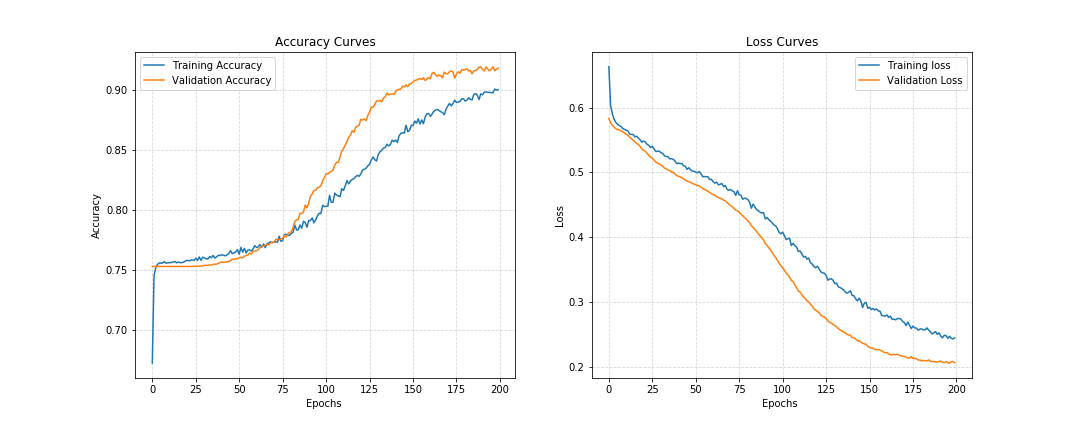 Accuracy Curves
Training Accuracy
Validation Accuracy
0.90
0.85
0.80
0.75
0.70
Accuracy
0 25 50 75 100 125 150 175 200
Epochs
Loss Curves
Training loss
Validation Loss
0.6
0.5
0.4
0.3
0.2
Loss
0 25 50 75 100 125 150 175 200
Epochs